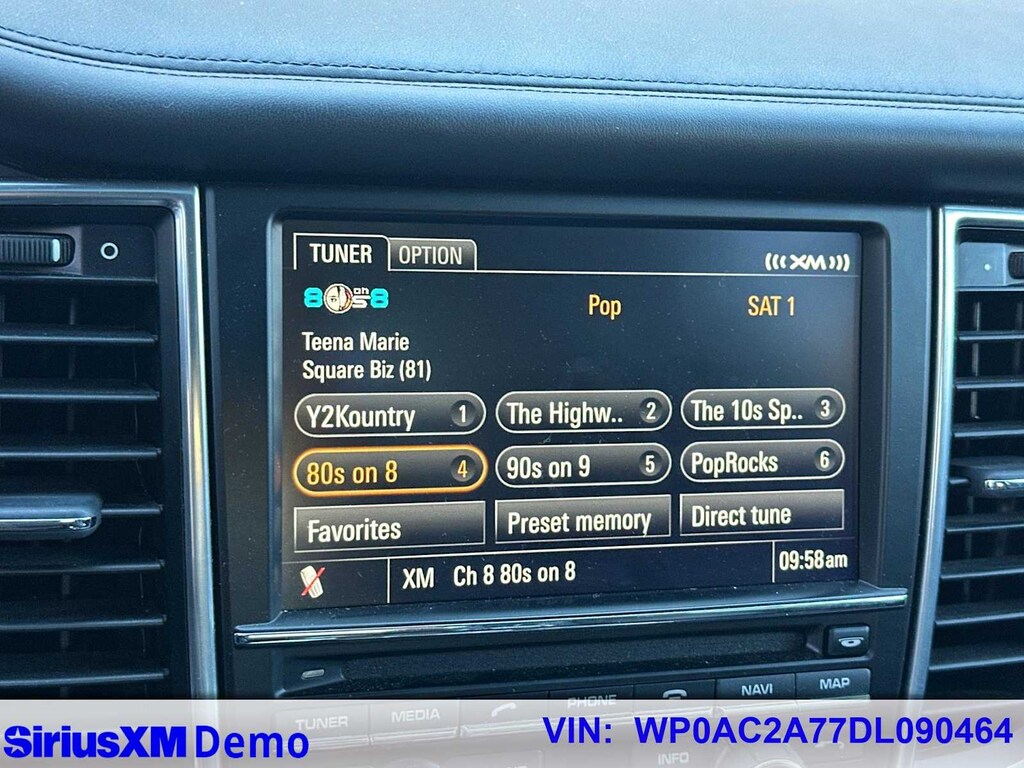 TUNER OPTION
XM
80s on 8 Pop SAT 1
Teena Marie
Square Biz (81)
Y2Kountry 1 The Highw.. 2 The 10s Sp.. 3
80s on 8 4 90s on 9 5 PopRocks 6
Favorites Preset memory Direct tune
XM Ch 8 80s on 8 09:58am
TUNER MEDIA PHONE NAVI MAP
INFO
SiriusXM Demo
VIN: WP0AC2A77DL090464